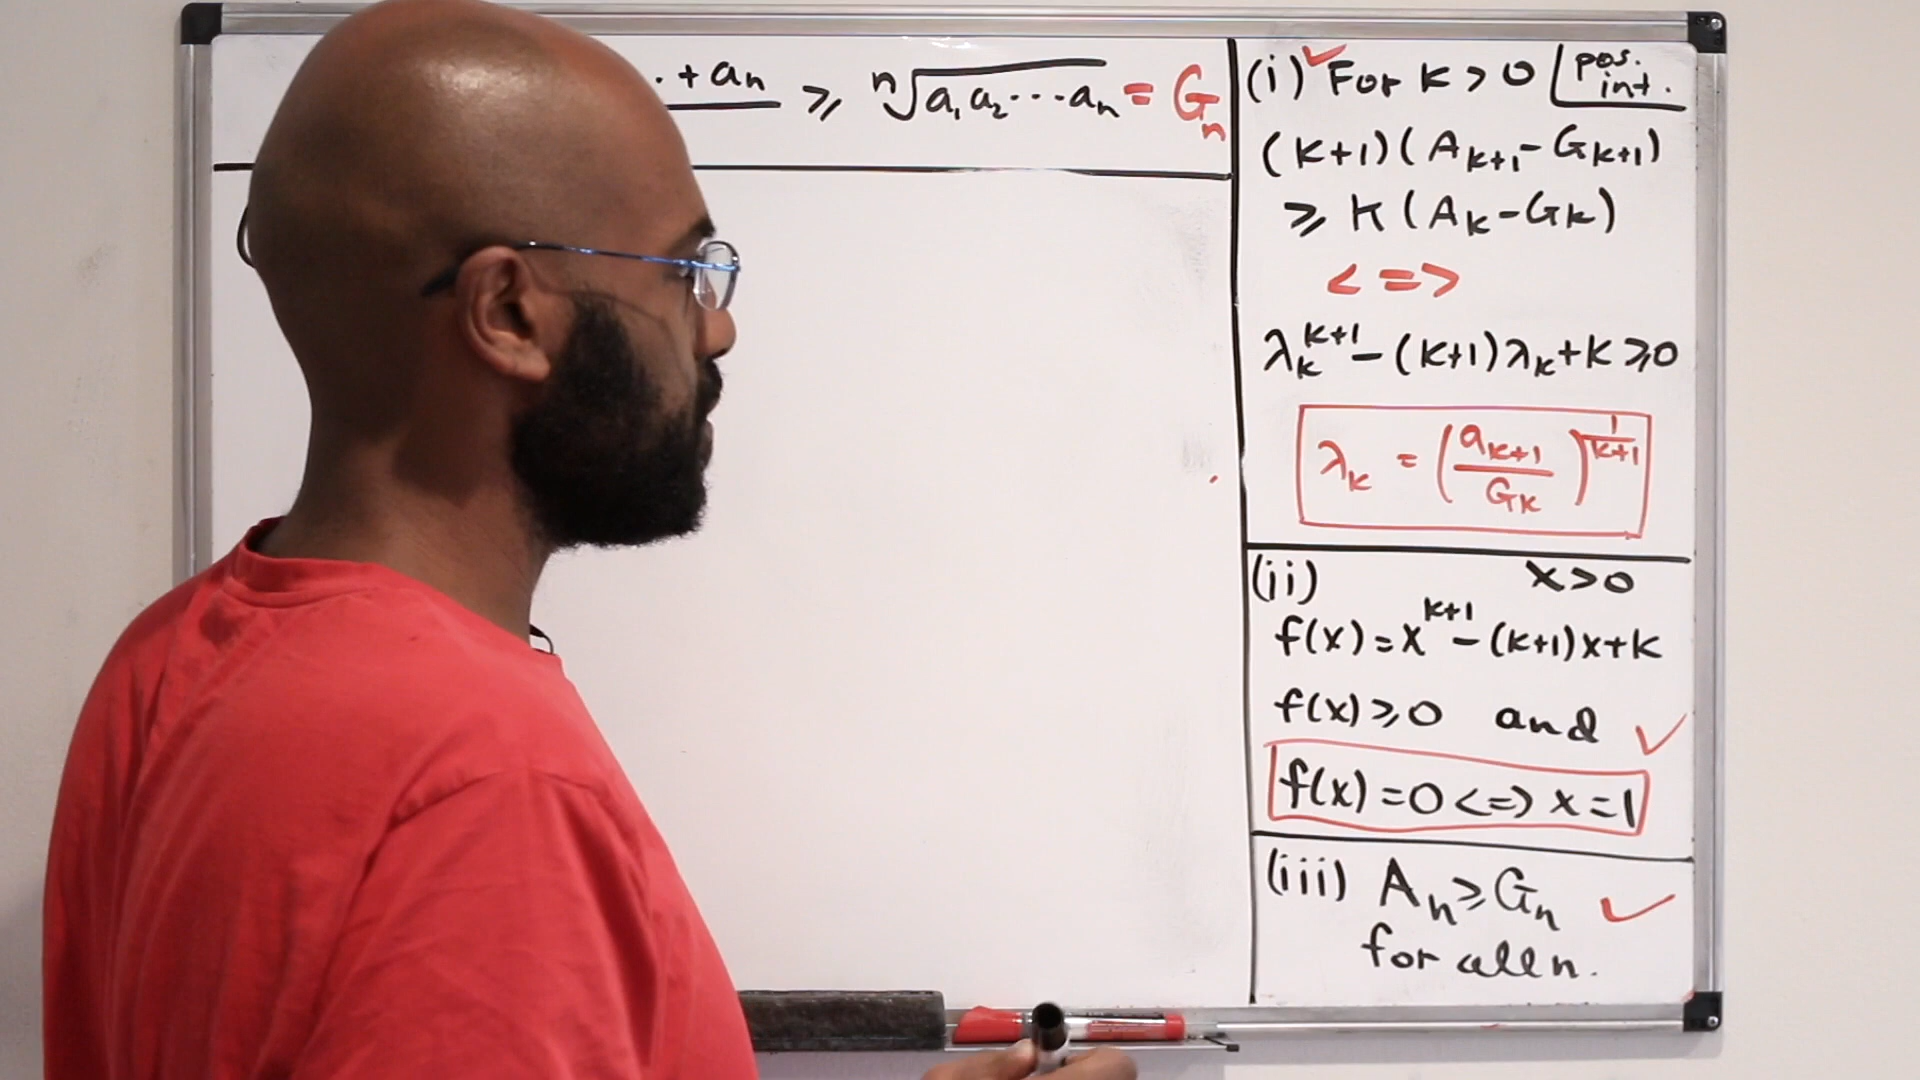 . + aₙ ≥ ⁿ√(a₁a₂···aₙ) = Gₙ
(i) ✓ For k > 0 pos. int.
(k+1)(Aₖ₊₁ - Gₖ₊₁)
≥ k(Aₖ - Gₖ)
<=>
λₖᵏ⁺¹ - (k+1)λₖ + k ≥ 0
λₖ = (aₖ₊₁ / Gₖ)^(1/(k+1))
(ii) x > 0
f(x) = xᵏ⁺¹ - (k+1)x + k
f(x) ≥ 0 and ✓
f(x) = 0 <=> x = 1
(iii) Aₙ ≥ Gₙ ✓
for all n.